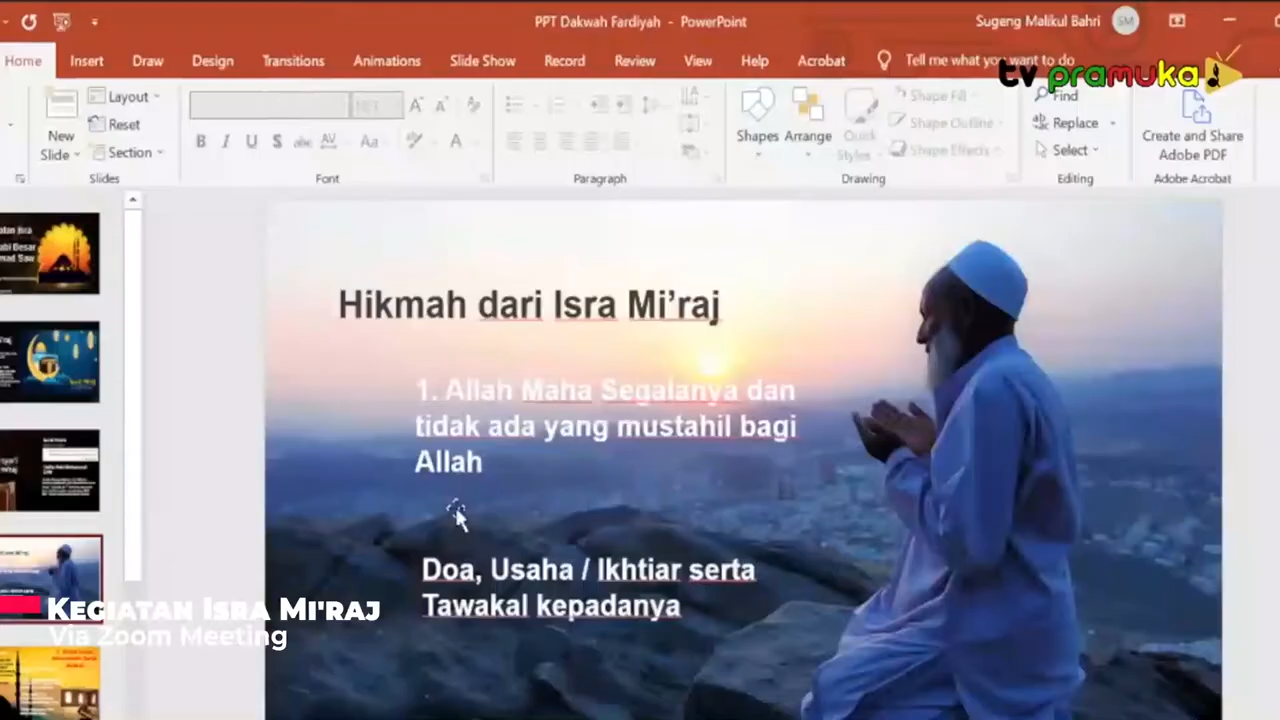 PPT Dakwah Fardiyah - PowerPoint
Sugeng Malikul Bahri
SM
Home Insert Draw Design Transitions Animations Slide Show Record Review View Help Acrobat Tell me what you want to do
tv pramuka
New
Slide
Layout
Reset
Section
Slides
B I U S abc AV Aa A
Font
Paragraph
Shapes
Arrange
Quick
Styles
Shape Fill
Shape Outline
Shape Effects
Drawing
Find
Replace
Select
Editing
Create and Share
Adobe PDF
Adobe Acrobat
Hikmah dari Isra Mi’raj
1. Allah Maha Segalanya dan
tidak ada yang mustahil bagi
Allah
Doa, Usaha / Ikhtiar serta
Tawakal kepadanya
Kegiatan Isra Mi'raj
Via Zoom Meeting